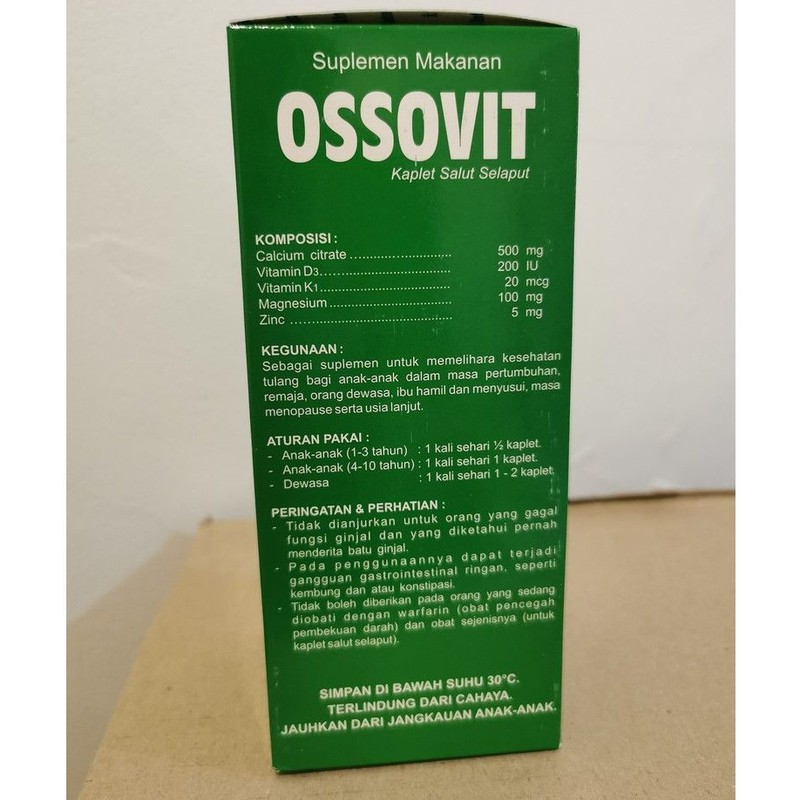 Suplemen Makanan
OSSOVIT
Kaplet Salut Selaput
KOMPOSISI :
Calcium citrate ........................... 500 mg
Vitamin D3.................................. 200 IU
Vitamin K1.................................. 20 mcg
Magnesium ................................ 100 mg
Zinc .......................................... 5 mg
KEGUNAAN :
Sebagai suplemen untuk memelihara kesehatan
tulang bagi anak-anak dalam masa pertumbuhan,
remaja, orang dewasa, ibu hamil dan menyusui, masa
menopause serta usia lanjut.
ATURAN PAKAI :
- Anak-anak (1-3 tahun) : 1 kali sehari ½ kaplet.
- Anak-anak (4-10 tahun) : 1 kali sehari 1 kaplet.
- Dewasa : 1 kali sehari 1 - 2 kaplet.
PERINGATAN & PERHATIAN :
- Tidak dianjurkan untuk orang yang gagal
fungsi ginjal dan yang diketahui pernah
menderita batu ginjal.
- Pada penggunaannya dapat terjadi
gangguan gastrointestinal ringan, seperti
kembung dan atau konstipasi.
- Tidak boleh diberikan pada orang yang sedang
diobati dengan warfarin (obat pencegah
pembekuan darah) dan obat sejenisnya (untuk
kaplet salut selaput).
SIMPAN DI BAWAH SUHU 30°C.
TERLINDUNG DARI CAHAYA.
JAUHKAN DARI JANGKAUAN ANAK-ANAK.